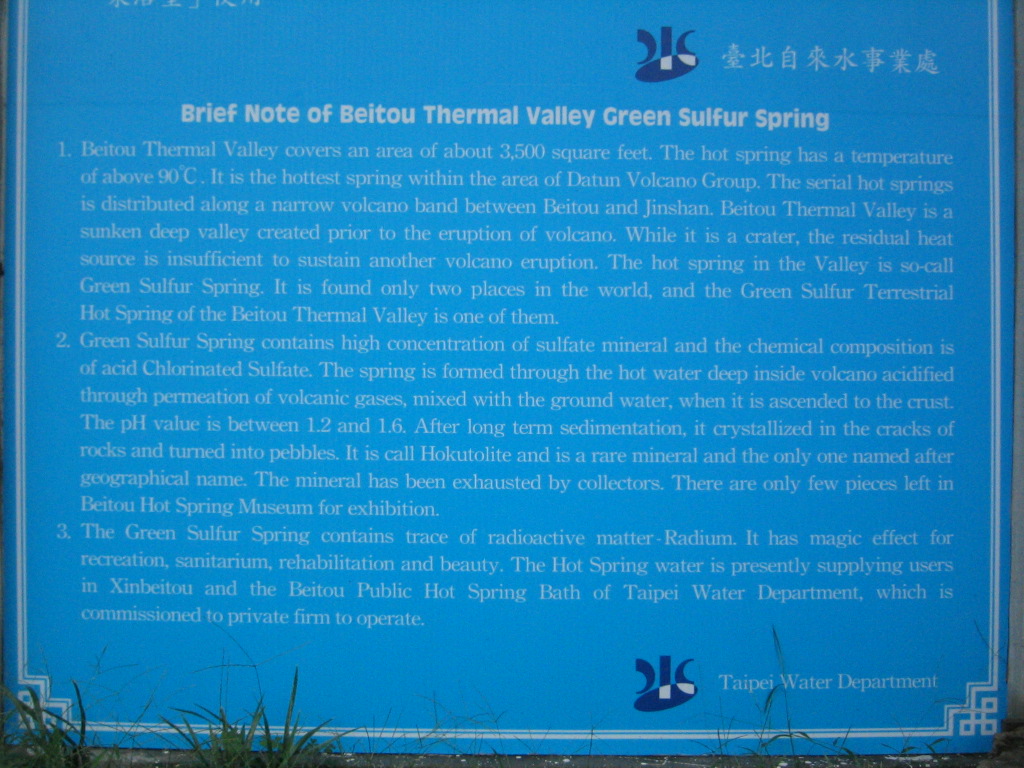 臺北自來水事業處
Brief Note of Beitou Thermal Valley Green Sulfur Spring
1. Beitou Thermal Valley covers an area of about 3,500 square feet. The hot spring has a temperature
of above 90℃. It is the hottest spring within the area of Datun Volcano Group. The serial hot springs
is distributed along a narrow volcano band between Beitou and Jinshan. Beitou Thermal Valley is a
sunken deep valley created prior to the eruption of volcano. While it is a crater, the residual heat
source is insufficient to sustain another volcano eruption. The hot spring in the Valley is so-call
Green Sulfur Spring. It is found only two places in the world, and the Green Sulfur Terrestrial
Hot Spring of the Beitou Thermal Valley is one of them.
2. Green Sulfur Spring contains high concentration of sulfate mineral and the chemical composition is
of acid Chlorinated Sulfate. The spring is formed through the hot water deep inside volcano acidified
through permeation of volcanic gases, mixed with the ground water, when it is ascended to the crust.
The pH value is between 1.2 and 1.6. After long term sedimentation, it crystallized in the cracks of
rocks and turned into pebbles. It is call Hokutolite and is a rare mineral and the only one named after
geographical name. The mineral has been exhausted by collectors. There are only few pieces left in
Beitou Hot Spring Museum for exhibition.
3. The Green Sulfur Spring contains trace of radioactive matter-Radium. It has magic effect for
recreation, sanitarium, rehabilitation and beauty. The Hot Spring water is presently supplying users
in Xinbeitou and the Beitou Public Hot Spring Bath of Taipei Water Department, which is
commissioned to private firm to operate.
Taipei Water Department